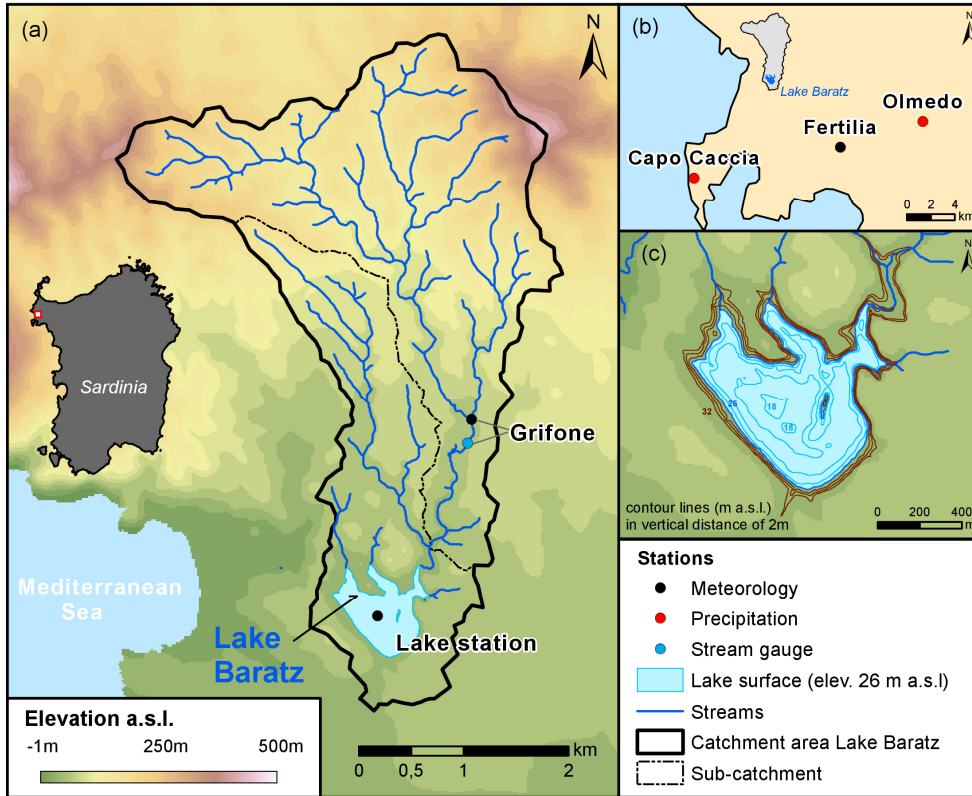 (a)
N
Sardinia
Grifone
Mediterranean
Sea
Lake
Baratz
Lake station
Elevation a.s.l.
-1m
250m
500m
km
0
0,5
1
2
(b)
N
Lake Baratz
Olmedo
Fertilia
Capo Caccia
0 2 4
km
(c)
N
32
26
18
18
contour lines (m a.s.l.)
in vertical distance of 2m
0
200
400
m
Stations
Meteorology
Precipitation
Stream gauge
Lake surface (elev. 26 m a.s.l)
Streams
Catchment area Lake Baratz
Sub-catchment